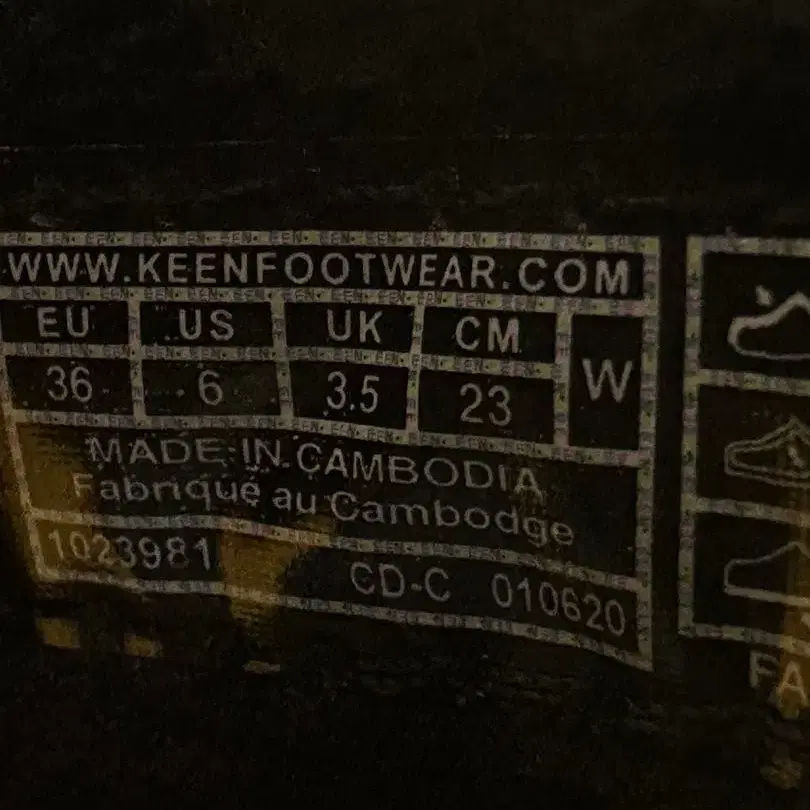 WWW.KEENFOOTWEAR.COM
EU US UK CM W
36 6 3.5 23
MADE IN CAMBODIA
Fabriqué au Cambodge
1023981 CD-C 010620
FA